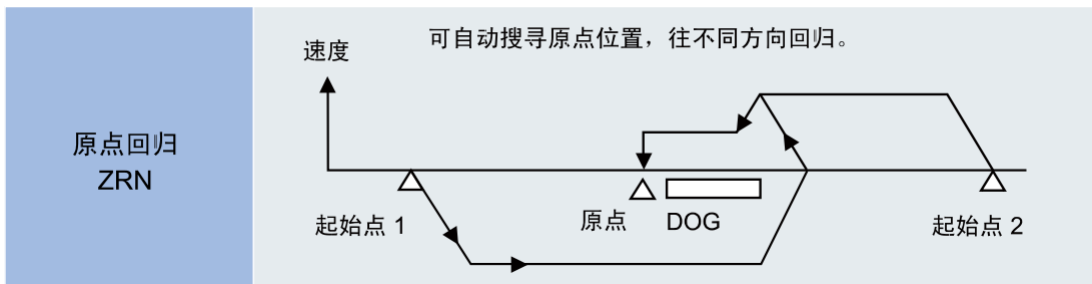 原点回归
ZRN
可自动搜寻原点位置，往不同方向回归。
速度
起始点 1
原点
DOG
起始点 2